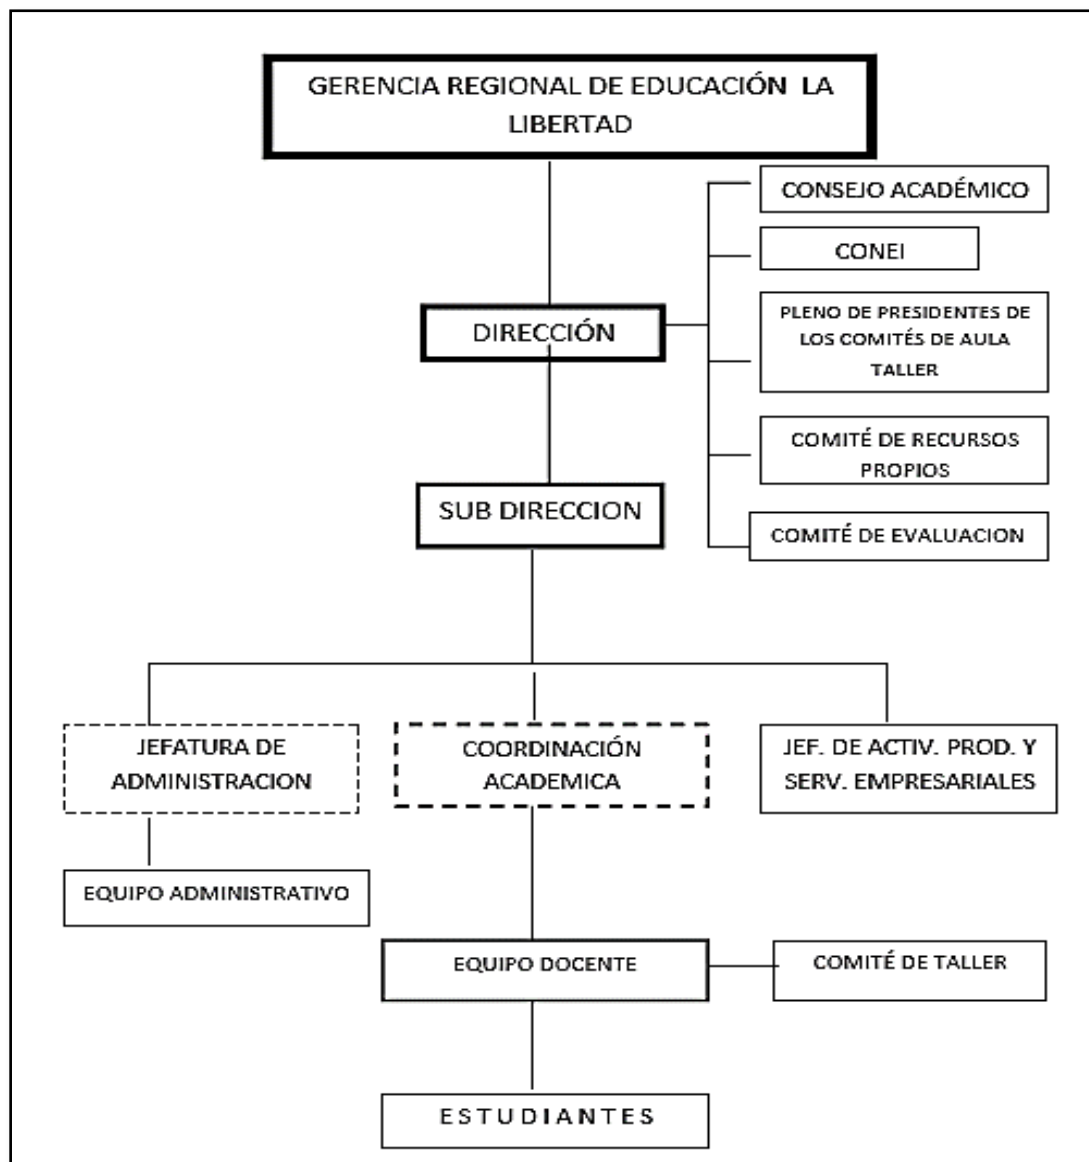 GERENCIA REGIONAL DE EDUCACIÓN LA
LIBERTAD
CONSEJO ACADÉMICO
CONEI
DIRECCIÓN
PLENO DE PRESIDENTES DE
LOS COMITÉS DE AULA
TALLER
COMITÉ DE RECURSOS
PROPIOS
SUB DIRECCION
COMITÉ DE EVALUACION
JEFATURA DE
ADMINISTRACION
COORDINACIÓN
ACADEMICA
JEF. DE ACTIV. PROD. Y
SERV. EMPRESARIALES
EQUIPO ADMINISTRATIVO
EQUIPO DOCENTE
COMITÉ DE TALLER
ESTUDIANTES